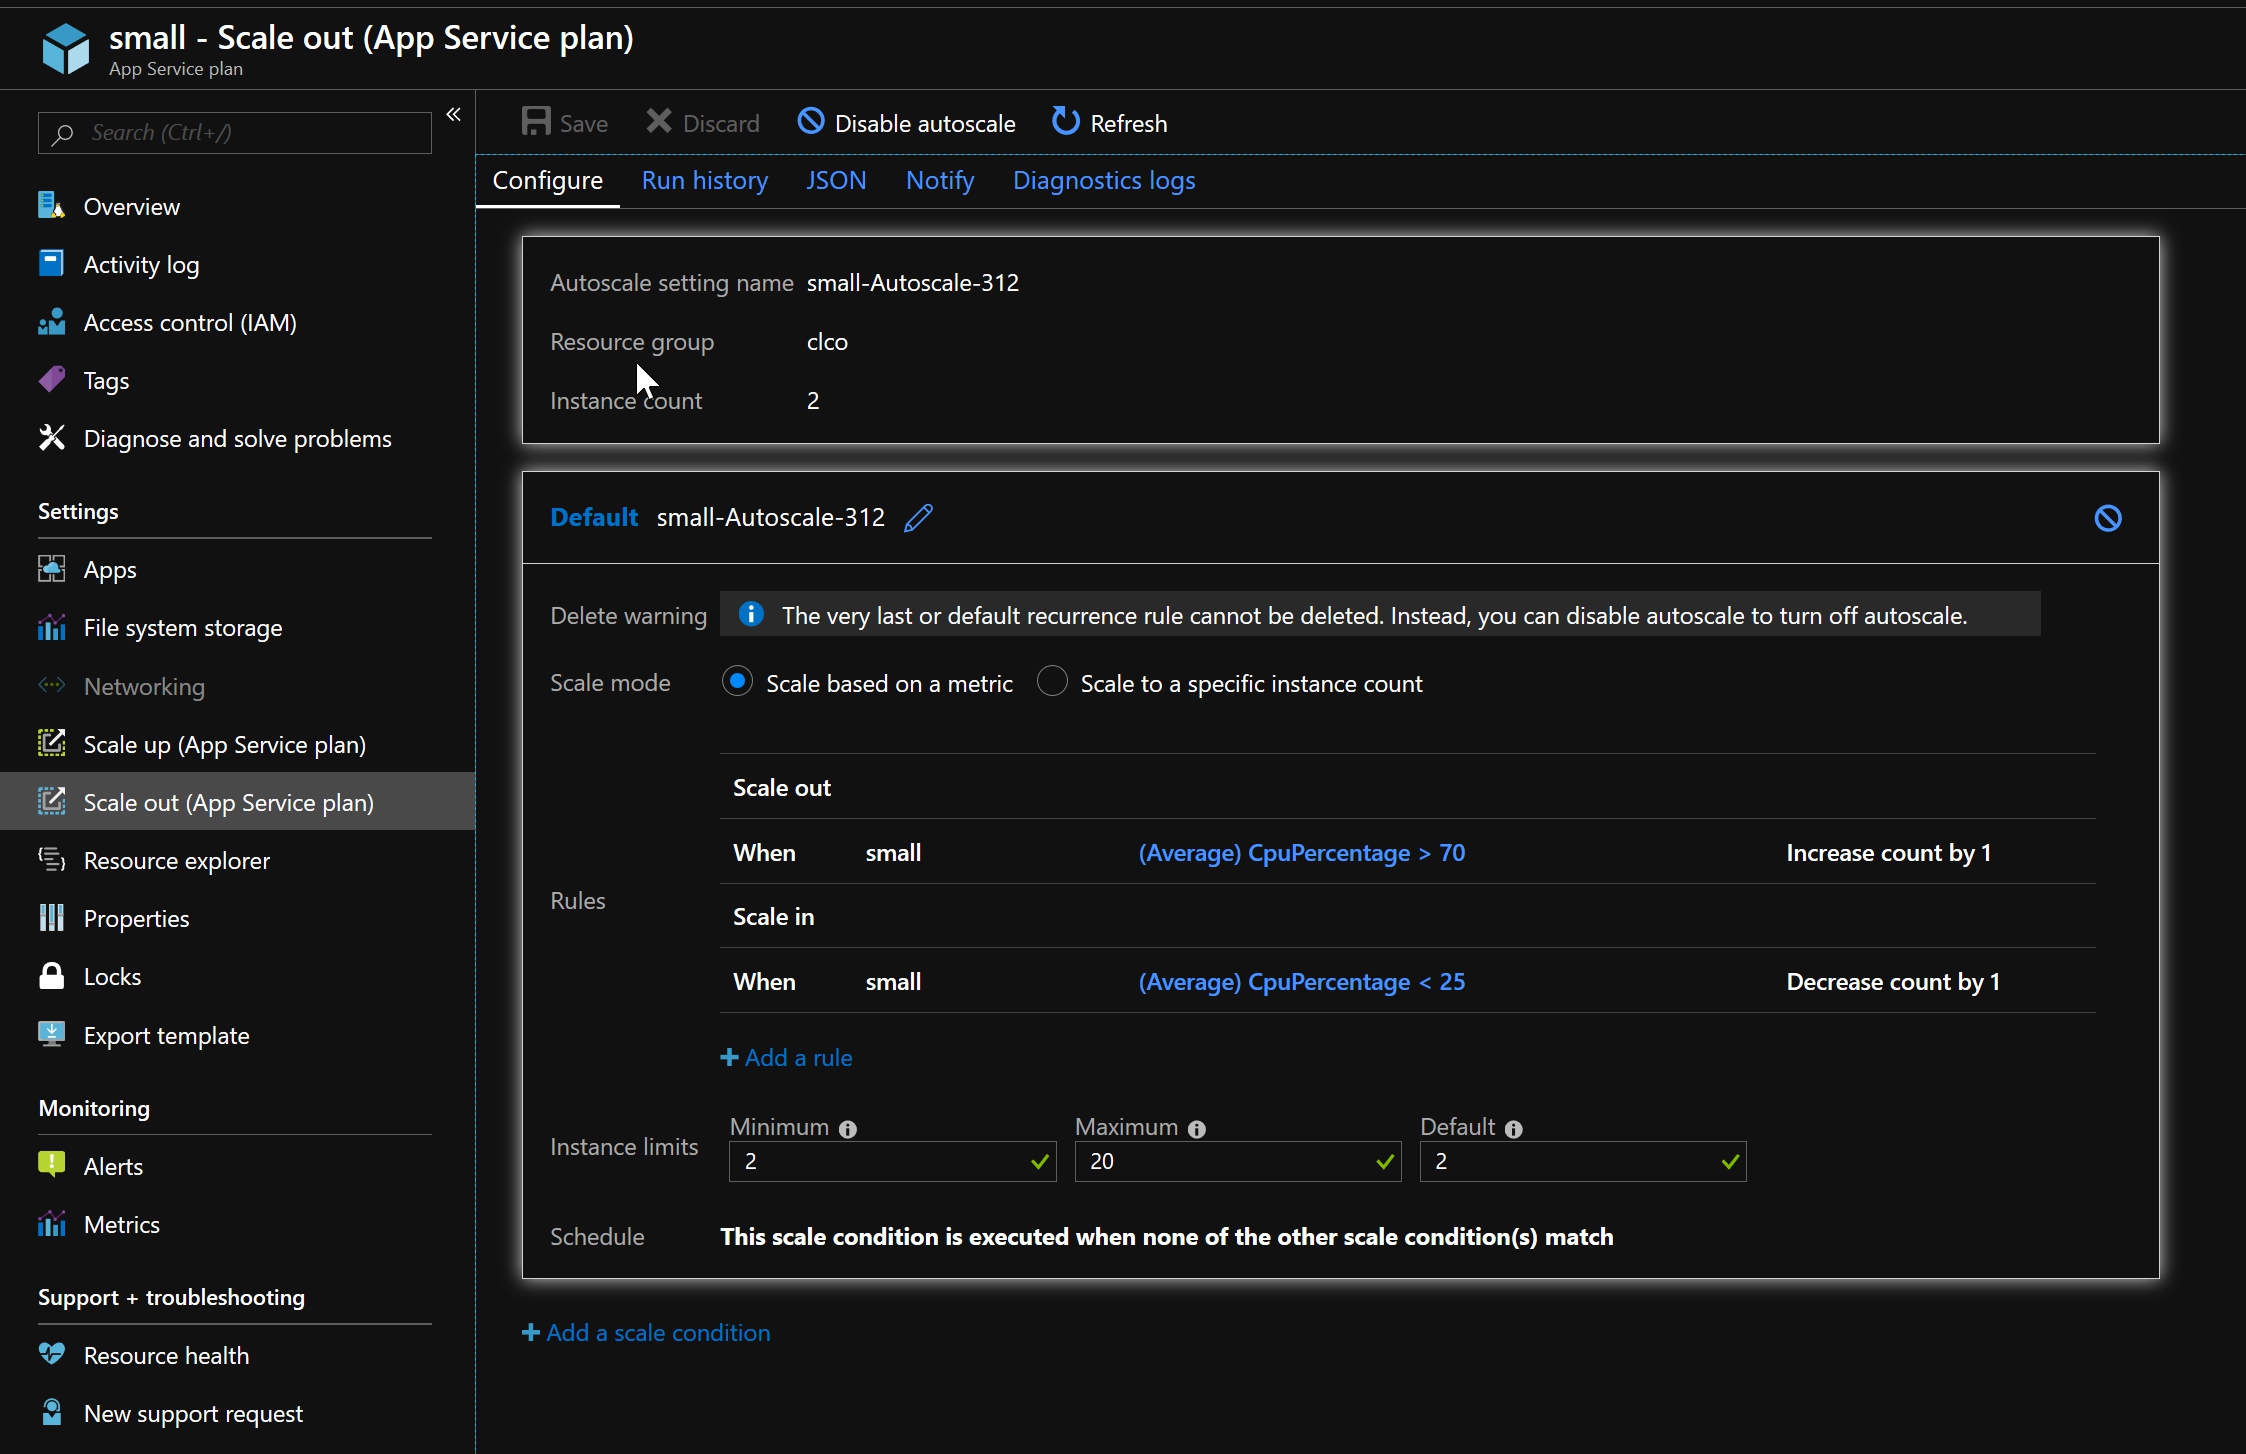 small - Scale out (App Service plan)
App Service plan
Search (Ctrl+/)
«
Overview
Activity log
Access control (IAM)
Tags
Diagnose and solve problems
Settings
Apps
File system storage
Networking
Scale up (App Service plan)
Scale out (App Service plan)
Resource explorer
Properties
Locks
Export template
Monitoring
Alerts
Metrics
Support + troubleshooting
Resource health
New support request
Save Discard Disable autoscale Refresh
Configure Run history JSON Notify Diagnostics logs
Autoscale setting name small-Autoscale-312
Resource group clco
Instance count 2
Default small-Autoscale-312
Delete warning The very last or default recurrence rule cannot be deleted. Instead, you can disable autoscale to turn off autoscale.
Scale mode Scale based on a metric Scale to a specific instance count
Rules
Scale out
When small (Average) CpuPercentage > 70 Increase count by 1
Scale in
When small (Average) CpuPercentage < 25 Decrease count by 1
+ Add a rule
Instance limits
Minimum Maximum Default
2 20 2
Schedule This scale condition is executed when none of the other scale condition(s) match
+ Add a scale condition